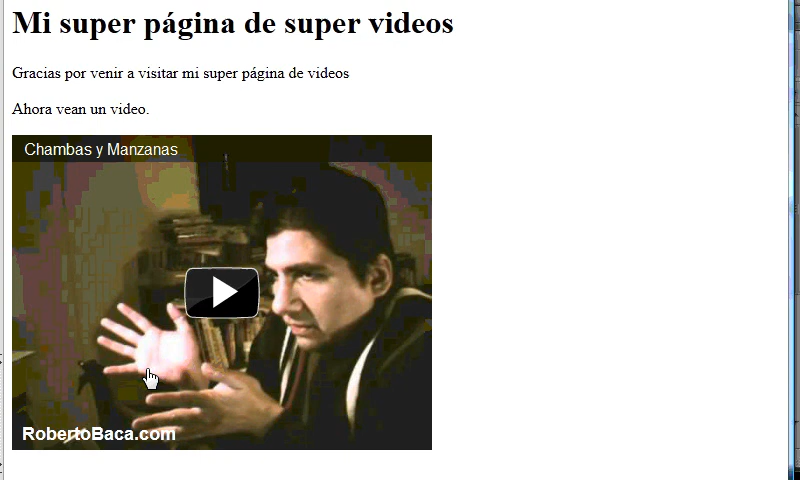 Mi super página de super videos
Gracias por venir a visitar mi super página de videos
Ahora vean un video.
Chambas y Manzanas
RobertoBaca.com